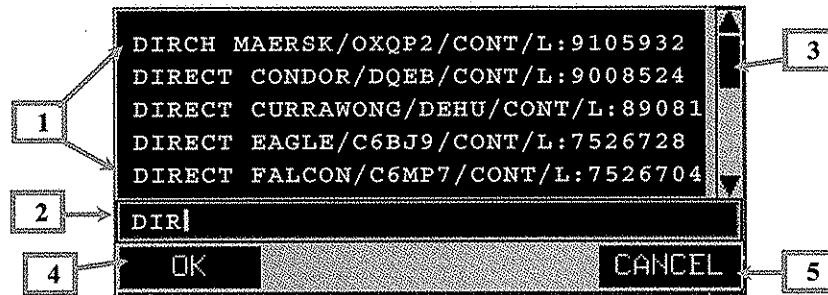 DIRCH MAERSK/OXQP2/CONT/L:9105932
DIRECT CONDOR/DQEB/CONT/L:9008524
DIRECT CURRAWONG/DEHU/CONT/L:89081
DIRECT EAGLE/C6BJ9/CONT/L:7526728
DIRECT FALCON/C6MP7/CONT/L:7526704
DIR
OK CANCEL
1
2
3
4
5